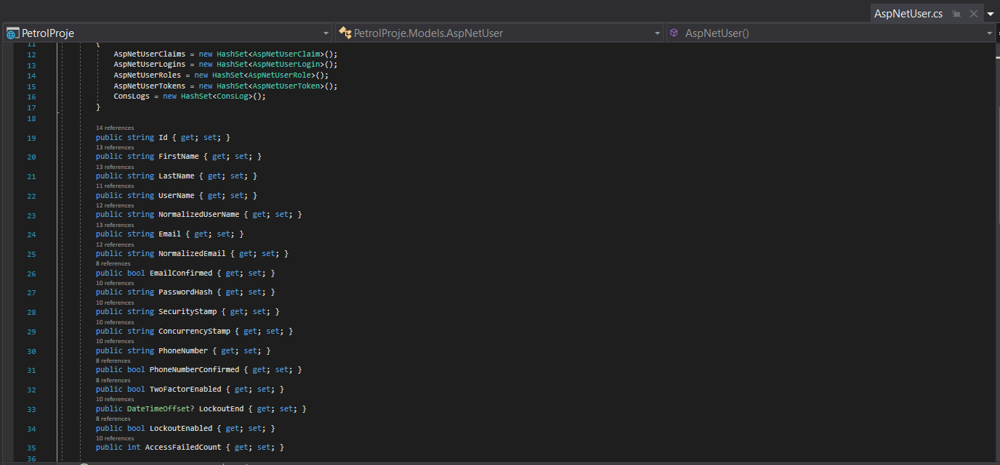 AspNetUser.cs
PetrolProje
PetrolProje.Models.AspNetUser
AspNetUser()
11 {
12 AspNetUserClaims = new HashSet<AspNetUserClaim>();
13 AspNetUserLogins = new HashSet<AspNetUserLogin>();
14 AspNetUserRoles = new HashSet<AspNetUserRole>();
15 AspNetUserTokens = new HashSet<AspNetUserToken>();
16 ConsLogs = new HashSet<ConsLog>();
17 }
18
14 references
19 public string Id { get; set; }
13 references
20 public string FirstName { get; set; }
13 references
21 public string LastName { get; set; }
11 references
22 public string UserName { get; set; }
12 references
23 public string NormalizedUserName { get; set; }
13 references
24 public string Email { get; set; }
12 references
25 public string NormalizedEmail { get; set; }
8 references
26 public bool EmailConfirmed { get; set; }
10 references
27 public string PasswordHash { get; set; }
10 references
28 public string SecurityStamp { get; set; }
10 references
29 public string ConcurrencyStamp { get; set; }
10 references
30 public string PhoneNumber { get; set; }
8 references
31 public bool PhoneNumberConfirmed { get; set; }
8 references
32 public bool TwoFactorEnabled { get; set; }
10 references
33 public DateTimeOffset? LockoutEnd { get; set; }
8 references
34 public bool LockoutEnabled { get; set; }
10 references
35 public int AccessFailedCount { get; set; }
36